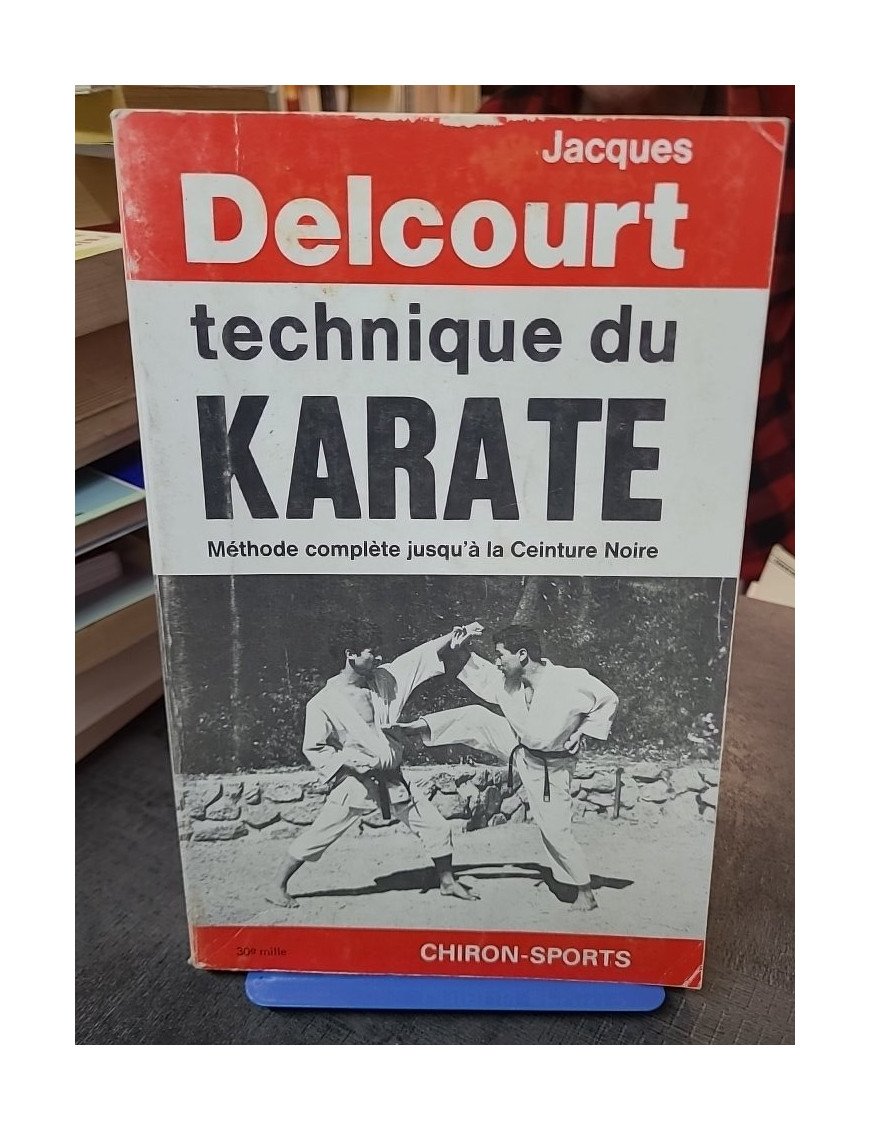 Jacques
Delcourt
technique du
KARATE
Méthode complète jusqu'à la Ceinture Noire
30e mille
CHIRON-SPORTS